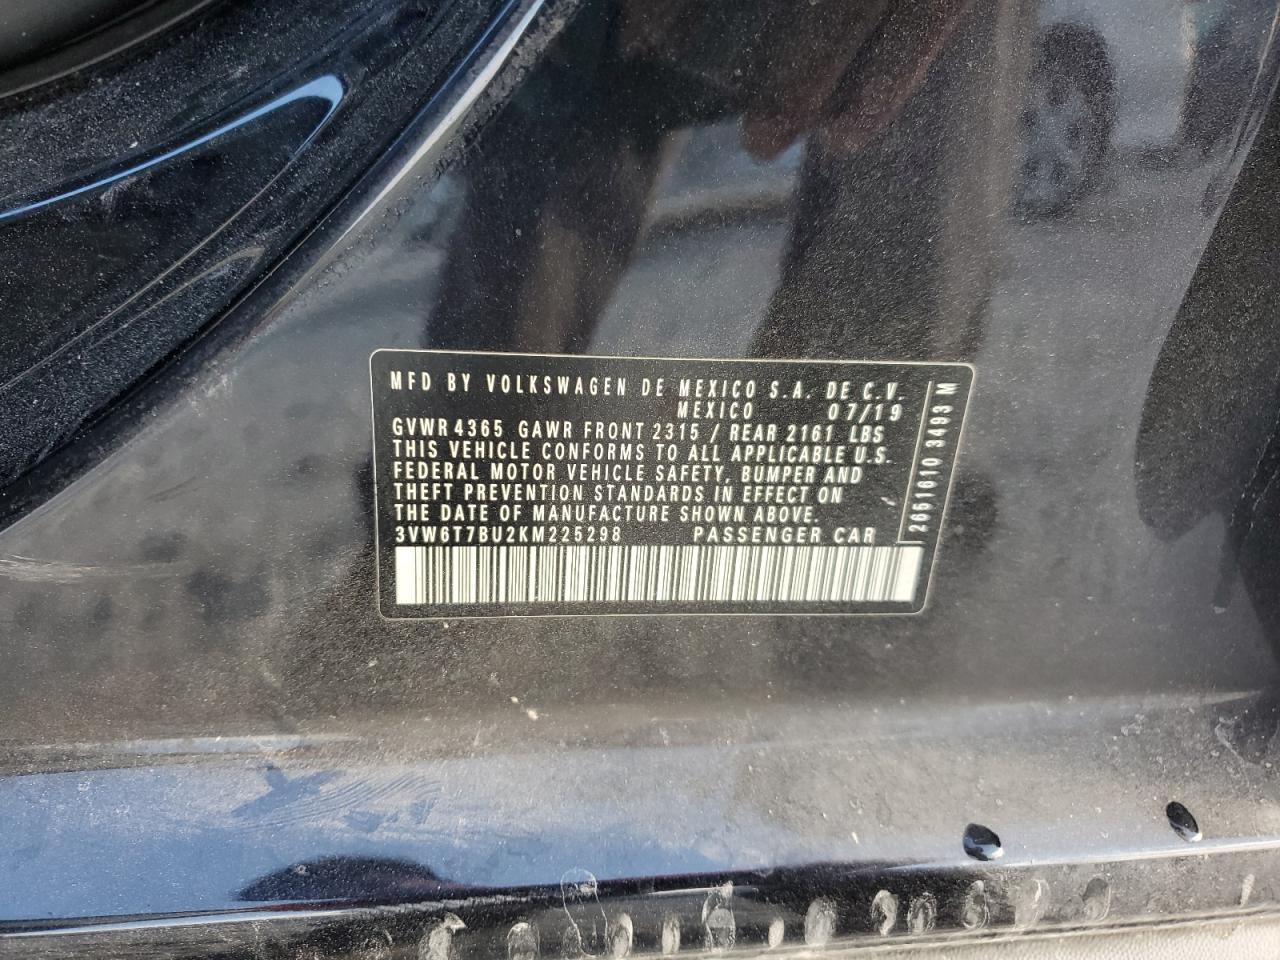 MFD BY VOLKSWAGEN DE MEXICO S.A. DE C.V.
MEXICO 07/19
GVWR 4365 GAWR FRONT 2315 / REAR 2161 LBS
THIS VEHICLE CONFORMS TO ALL APPLICABLE U.S.
FEDERAL MOTOR VEHICLE SAFETY, BUMPER AND
THEFT PREVENTION STANDARDS IN EFFECT ON
THE DATE OF MANUFACTURE SHOWN ABOVE.
3VW6T7BU2KM225298 PASSENGER CAR
2651610 3493 M